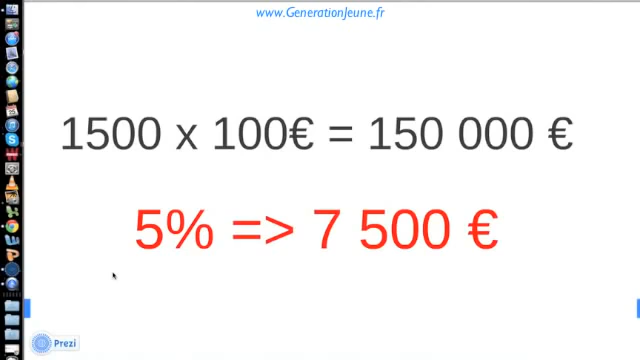 www.GenerationJeune.fr
1500 x 100€ = 150 000 €
5% => 7 500 €
Prezi